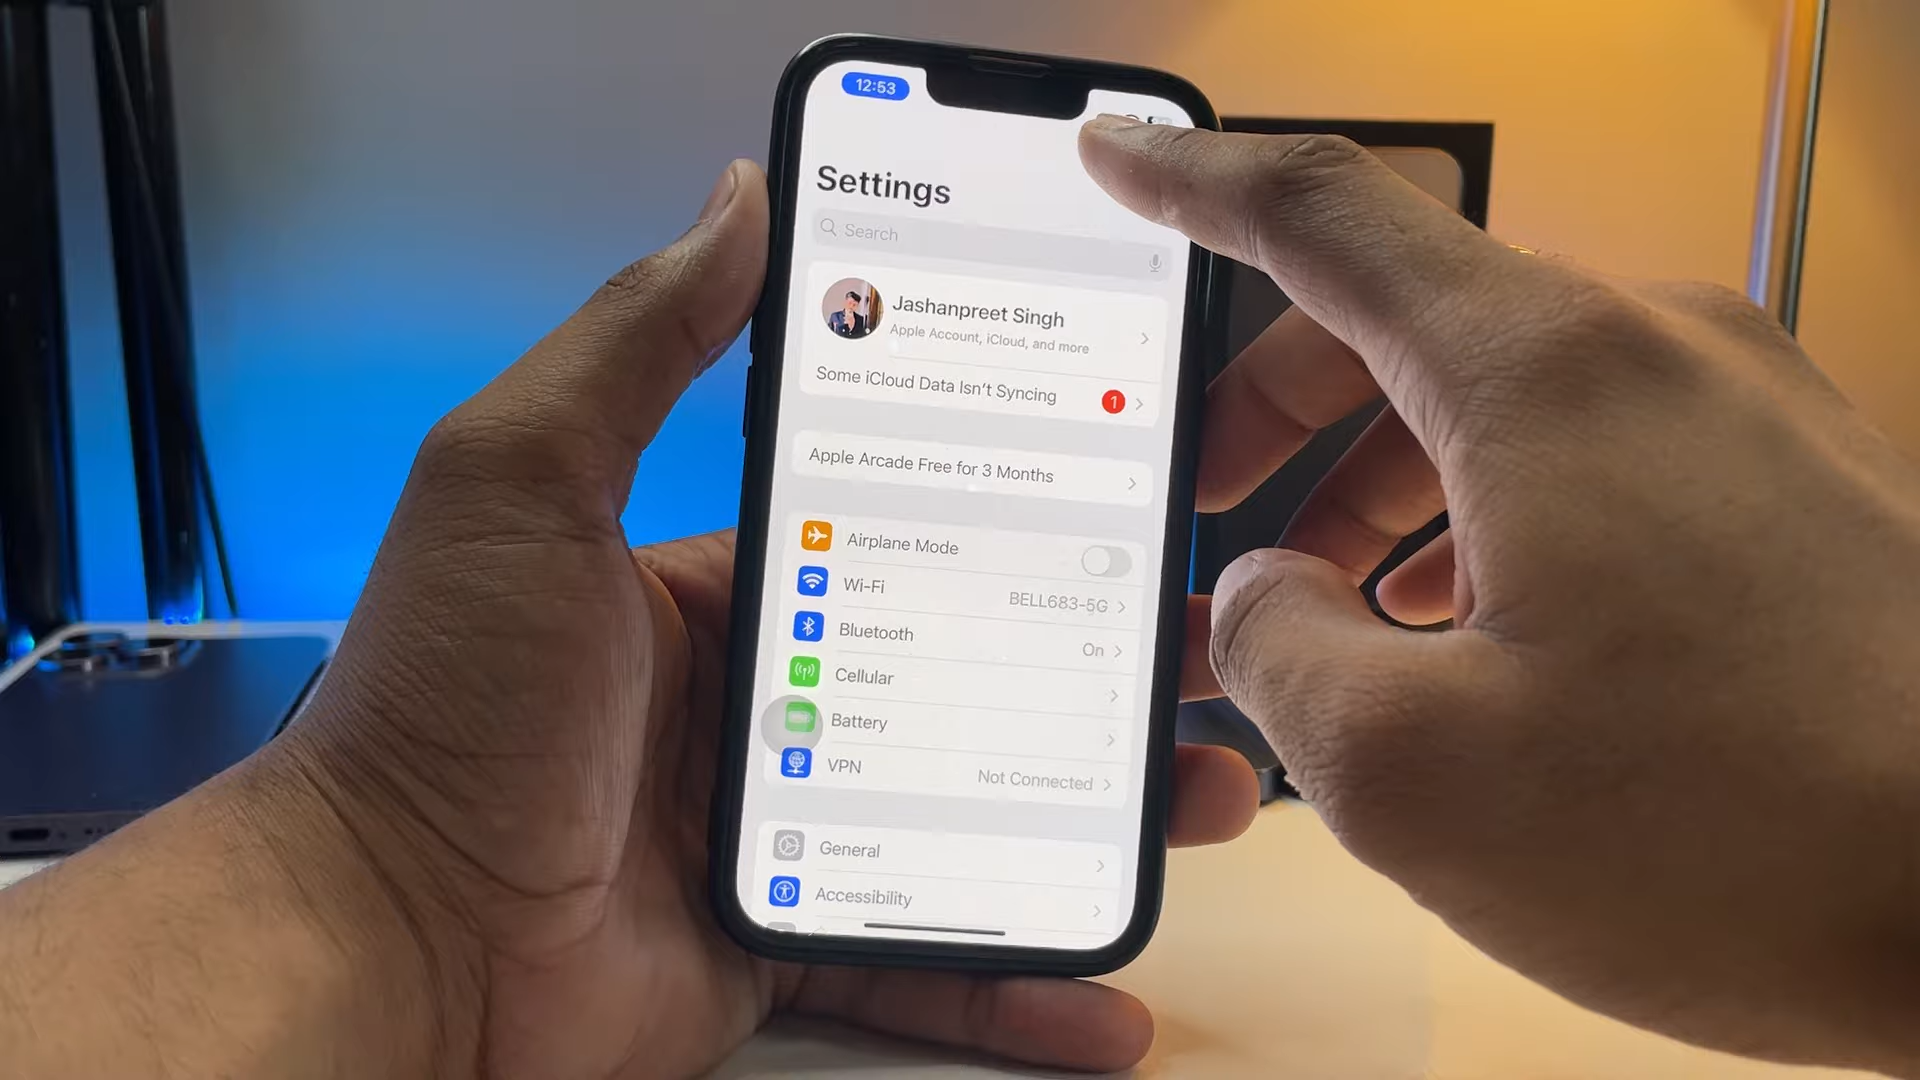 12:53
Settings
Search
Jashanpreet Singh
Apple Account, iCloud, and more
Some iCloud Data Isn't Syncing 1
Apple Arcade Free for 3 Months
Airplane Mode
Wi-Fi BELL683-5G
Bluetooth On
Cellular
Battery
VPN Not Connected
General
Accessibility